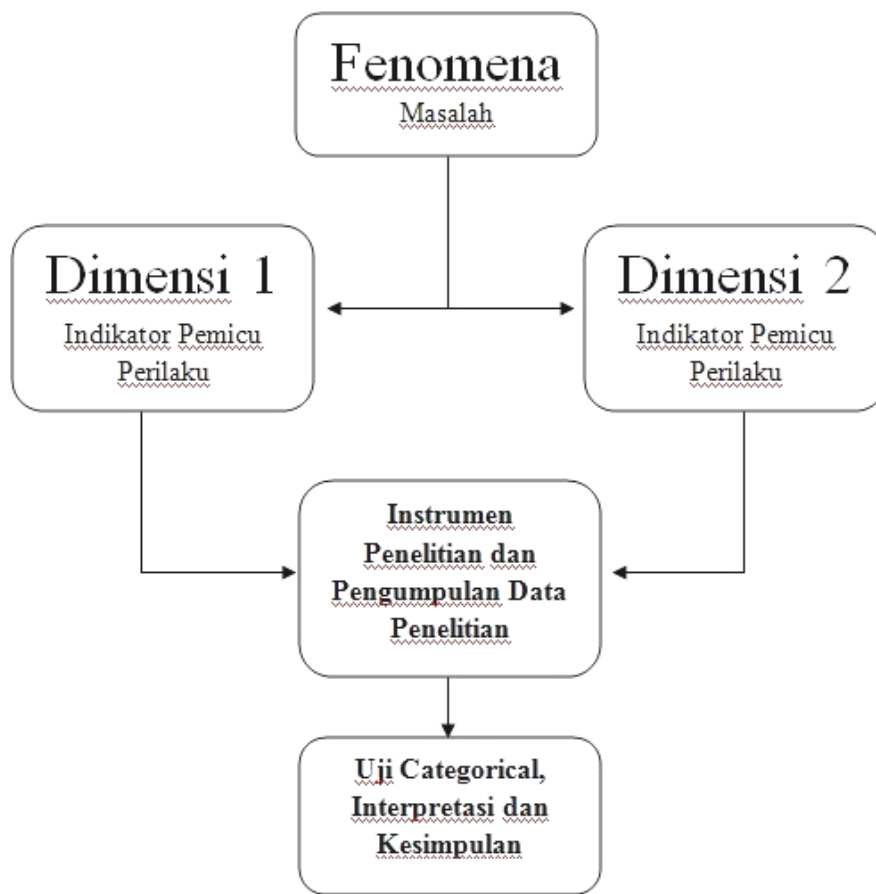 Fenomena
Masalah
Dimensi 1
Indikator Pemicu
Perilaku
Dimensi 2
Indikator Pemicu
Perilaku
Instrumen
Penelitian dan
Pengumpulan Data
Penelitian
Uji Categorical,
Interpretasi dan
Kesimpulan